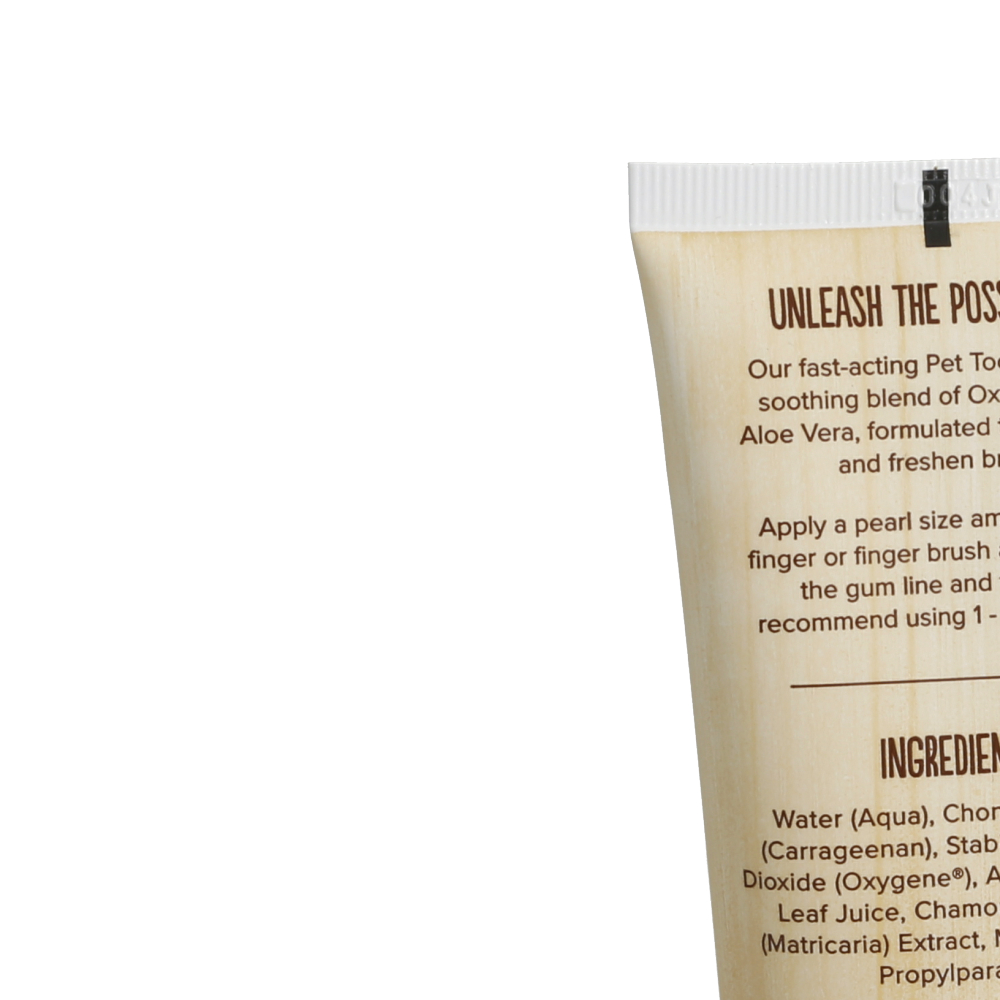 UNLEASH THE POSS
Our fast-acting Pet Too
soothing blend of Ox
Aloe Vera, formulated
and freshen br
Apply a pearl size am
finger or finger brush
the gum line and
recommend using 1 -
INGREDIEN
Water (Aqua), Chon
(Carrageenan), Stab
Dioxide (Oxygene®), A
Leaf Juice, Chamo
(Matricaria) Extract,
Propylpara